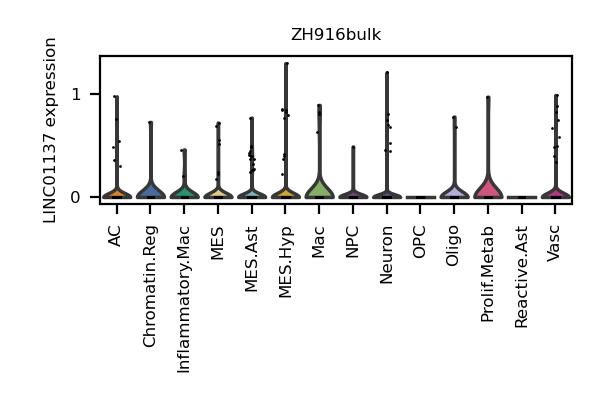 ZH916bulk
LINC01137 expression
1
0
AC
Chromatin.Reg
Inflammatory.Mac
MES
MES.Ast
MES.Hyp
Mac
NPC
Neuron
OPC
Oligo
Prolif.Metab
Reactive.Ast
Vasc